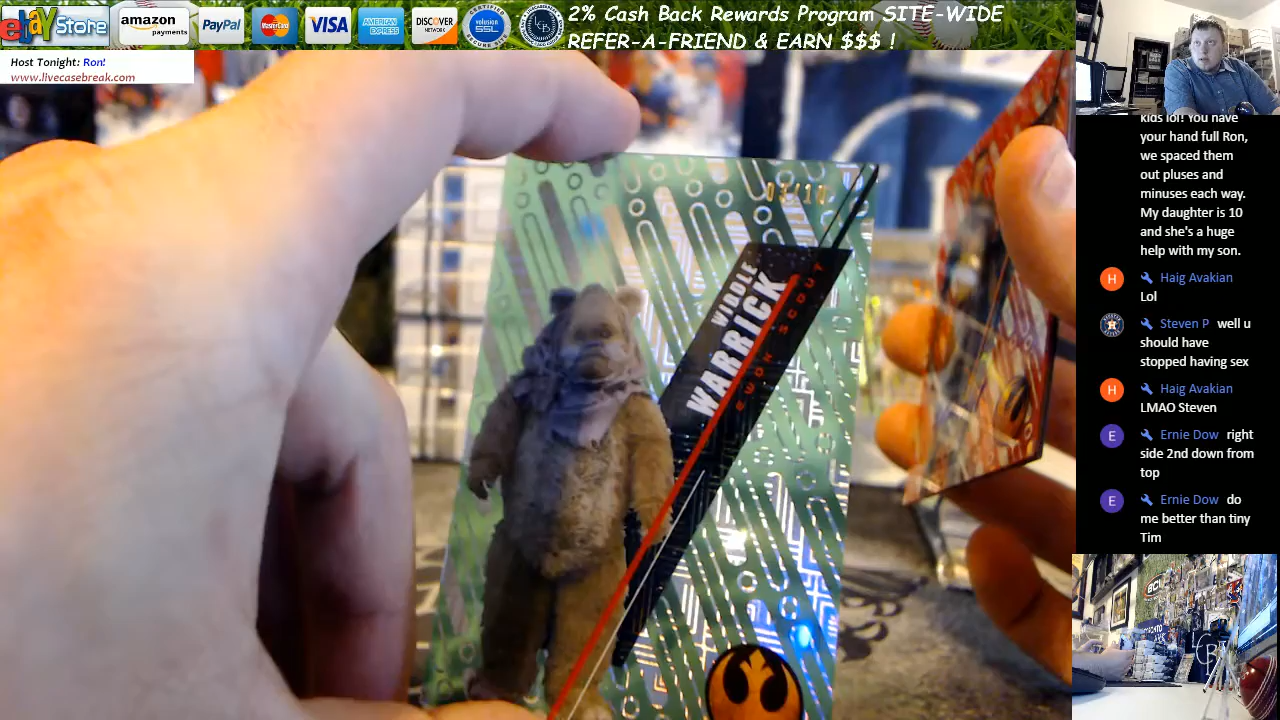 ebay Store
amazon
payments
PayPal
MasterCard
VISA
AMERICAN
EXPRESS
DISCOVER
NETWORK
volusion
SSL
2% Cash Back Rewards Program SITE-WIDE
REFER-A-FRIEND & EARN $$$ !
Host Tonight: Ron!
www.livecasebreak.com
WIDDLE
WARRICK
EWOK SCOUT
kids lol! You have
your hand full Ron,
we spaced them
out pluses and
minuses each way.
My daughter is 10
and she's a huge
help with my son.
H Haig Avakian
Lol
Steven P well u
should have
stopped having sex
H Haig Avakian
LMAO Steven
E Ernie Dow right
side 2nd down from
top
E Ernie Dow do
me better than tiny
Tim